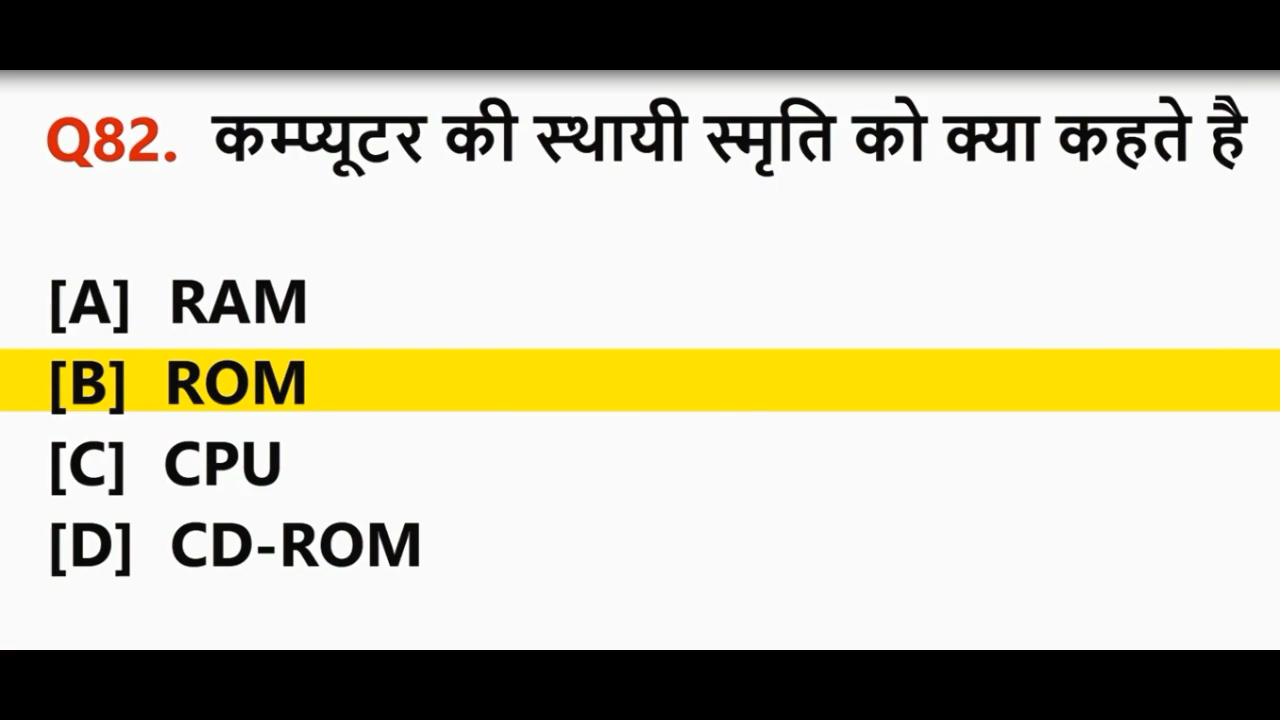 Q82. कम्प्यूटर की स्थायी स्मृति को क्या कहते है
[A] RAM
[B] ROM
[C] CPU
[D] CD-ROM